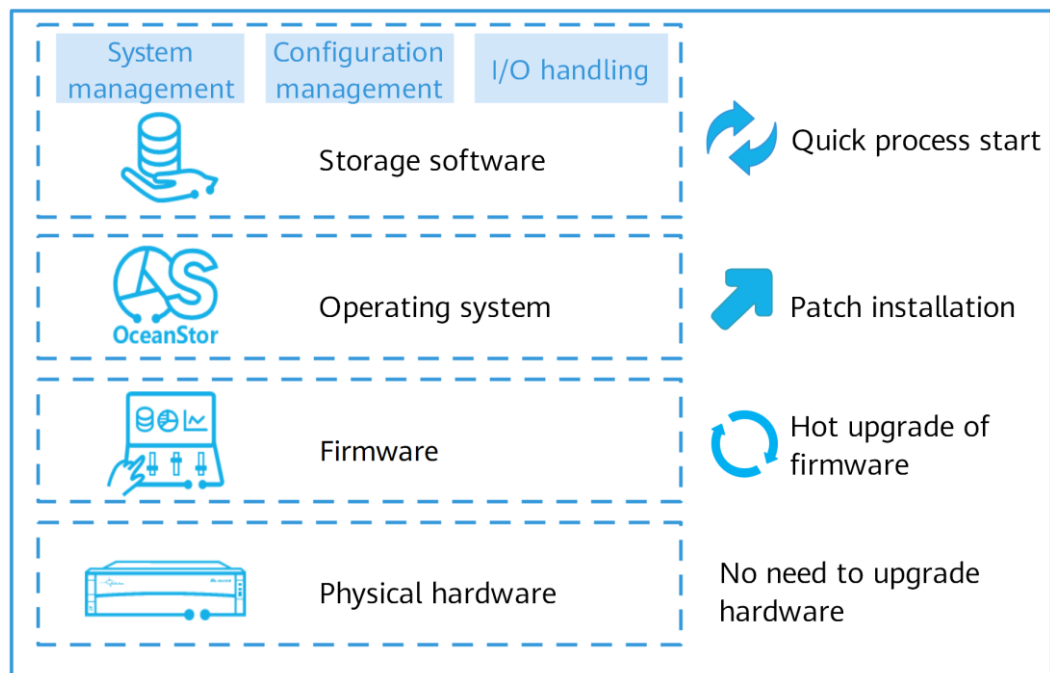 System
management
Configuration
management
I/O handling
Storage software
Quick process start
OceanStor
Operating system
Patch installation
Firmware
Hot upgrade of
firmware
Physical hardware
No need to upgrade
hardware